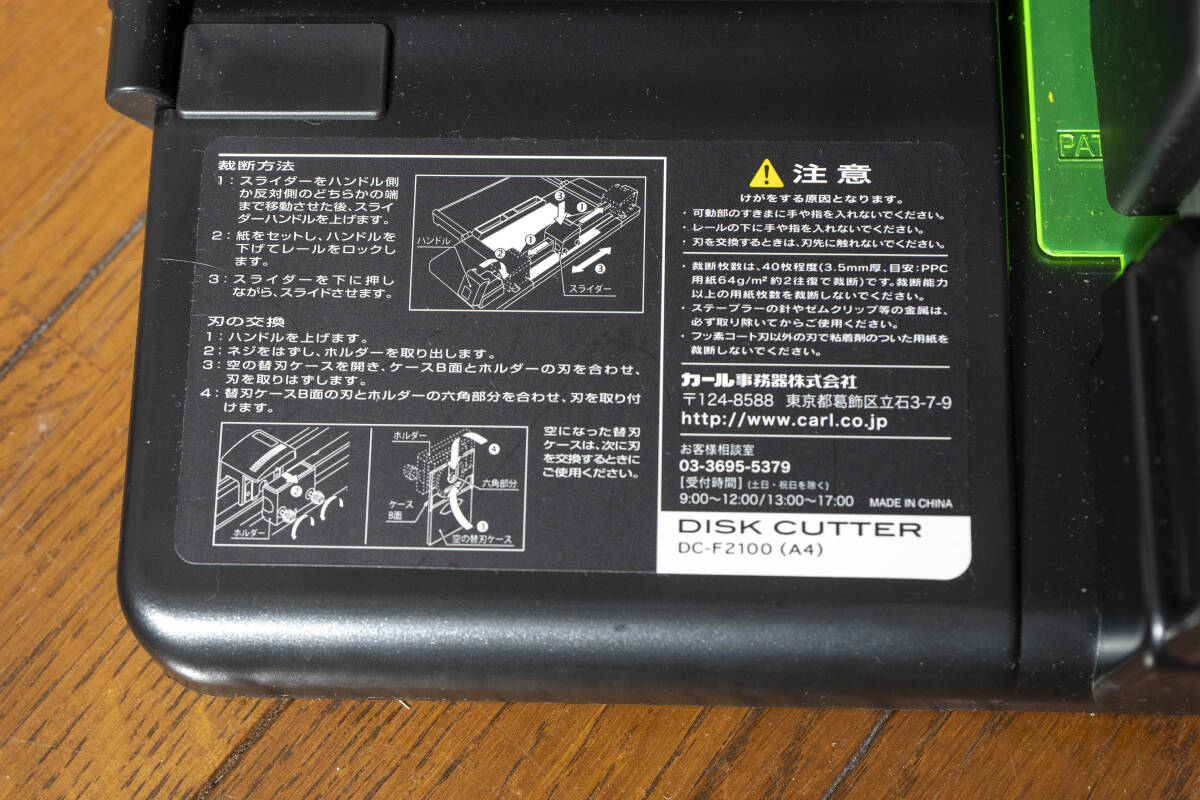 裁断方法
1：スライダーをハンドル側
か反対側のどちらかの端
まで移動させた後、スライ
ダーハンドルを上げます。
2：紙をセットし、ハンドルを
下げてレールをロックし
ます。
3：スライダーを下に押し
ながら、スライドさせます。
ハンドル
スライダー
1
1
2
3
3
刃の交換
1：ハンドルを上げます。
2：ネジをはずし、ホルダーを取り出します。
3：空の替刃ケースを開き、ケースB面とホルダーの刃を合わせ、
刃を取りはずします。
4：替刃ケースB面の刃とホルダーの六角部分を合わせ、刃を取り付
けます。
2
ホルダー
ホルダー
4
六角部分
ケース
B面
3
空の替刃ケース
空になった替刃
ケースは、次に刃
を交換するときに
ご使用ください。
注意
けがをする原因となります。
・可動部のすきまに手や指を入れないでください。
・レールの下に手や指を入れないでください。
・刃を交換するときは、刃先に触れないでください。
・裁断枚数は、40枚程度(3.5mm厚、目安：PPC
用紙64g/m² 約2往復で裁断)です。裁断能力
以上の用紙枚数を裁断しないでください。
・ステープラーの針やゼムクリップ等の金属は、
必ず取り除いてからご使用ください。
・フッ素コート刃以外の刃で粘着剤のついた用紙を
裁断しないでください。
カール事務器株式会社
〒124-8588 東京都葛飾区立石3-7-9
http://www.carl.co.jp
お客様相談室
03-3695-5379
[受付時間] (土日・祝日を除く)
9:00〜12:00/13:00〜17:00 MADE IN CHINA
DISK CUTTER
DC-F2100 (A4)
PAT